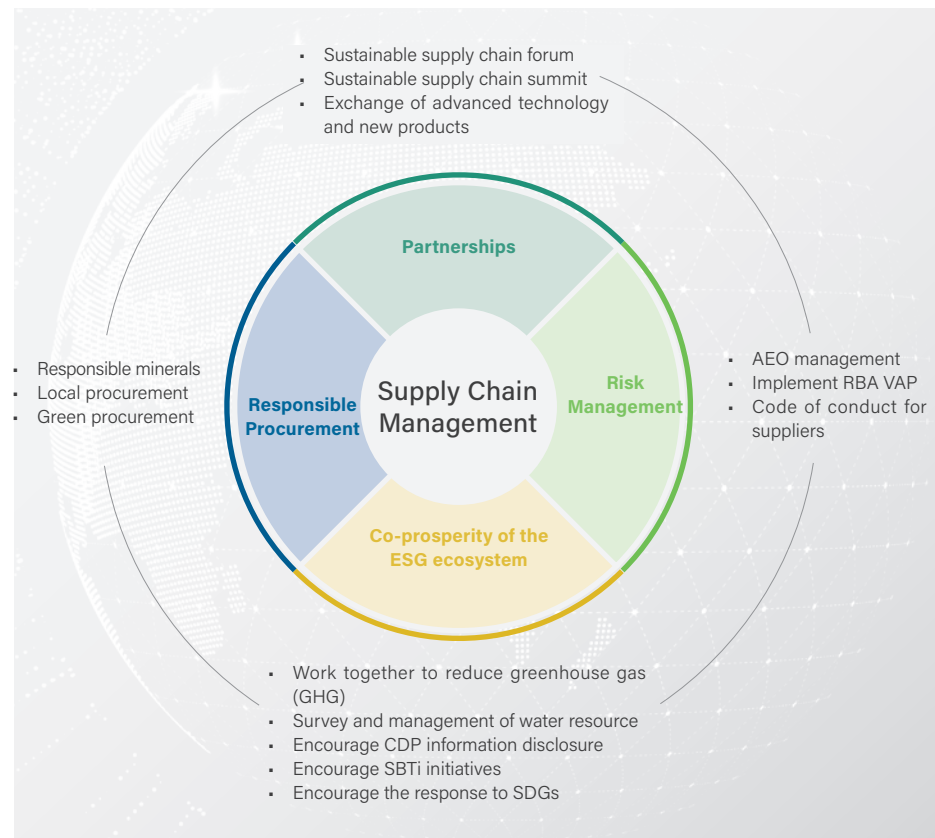 ▪ Sustainable supply chain forum
▪ Sustainable supply chain summit
▪ Exchange of advanced technology
and new products
Partnerships
▪ Responsible minerals
▪ Local procurement
▪ Green procurement
Responsible
Procurement
Supply Chain
Management
Risk
Management
▪ AEO management
▪ Implement RBA VAP
▪ Code of conduct for
suppliers
Co-prosperity of the
ESG ecosystem
▪ Work together to reduce greenhouse gas
(GHG)
▪ Survey and management of water resource
▪ Encourage CDP information disclosure
▪ Encourage SBTi initiatives
▪ Encourage the response to SDGs